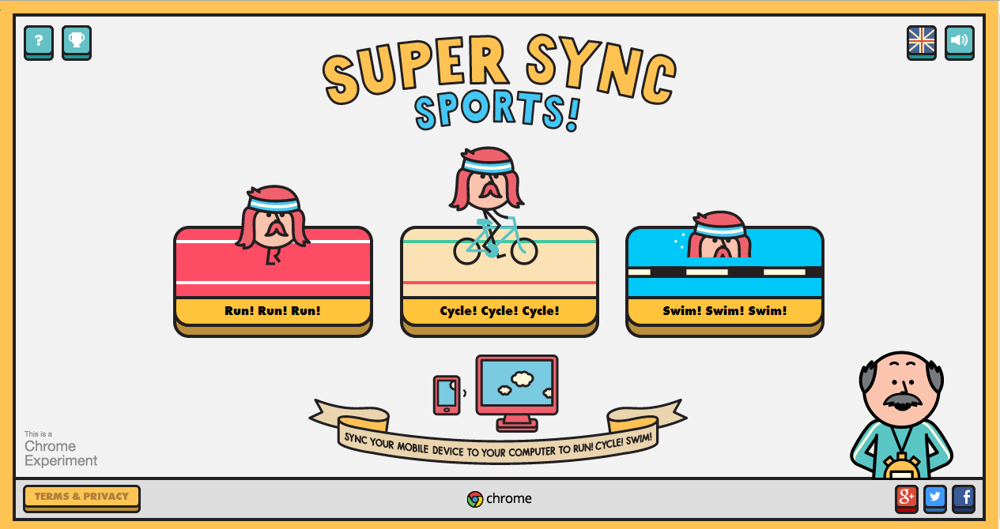 ?
SUPER SYNC
SPORTS!
Run! Run! Run!
Cycle! Cycle! Cycle!
Swim! Swim! Swim!
SYNC YOUR MOBILE DEVICE TO YOUR COMPUTER TO RUN! CYCLE! SWIM!
This is a
Chrome
Experiment
TERMS & PRIVACY
chrome
g+
f